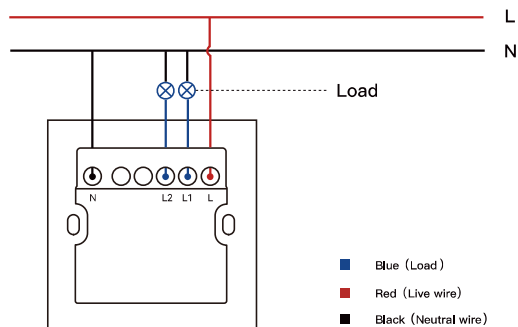 L
N
Load
N L2 L1 L
Blue (Load)
Red (Live wire)
Black (Neutral wire)